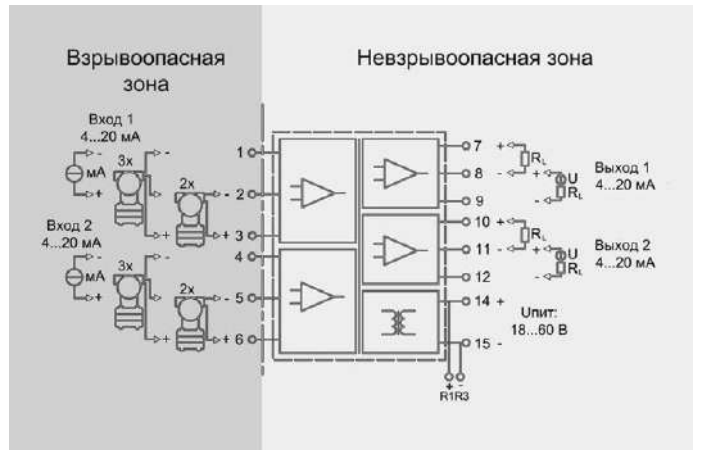 Взрывоопасная
зона
Невзрывоопасная зона
Вход 1
4...20 мА
-
мА
+
3x
-
+
2x
-
+
1
2
3
Вход 2
4...20 мА
-
мА
+
3x
-
+
2x
-
+
4
5
6
7
+
8
-
9
RL
+
-
U
RL
Выход 1
4...20 мА
10
+
11
-
12
RL
+
-
U
RL
Выход 2
4...20 мА
14 +
15 -
Uпит:
18...60 В
+ -
R1R3